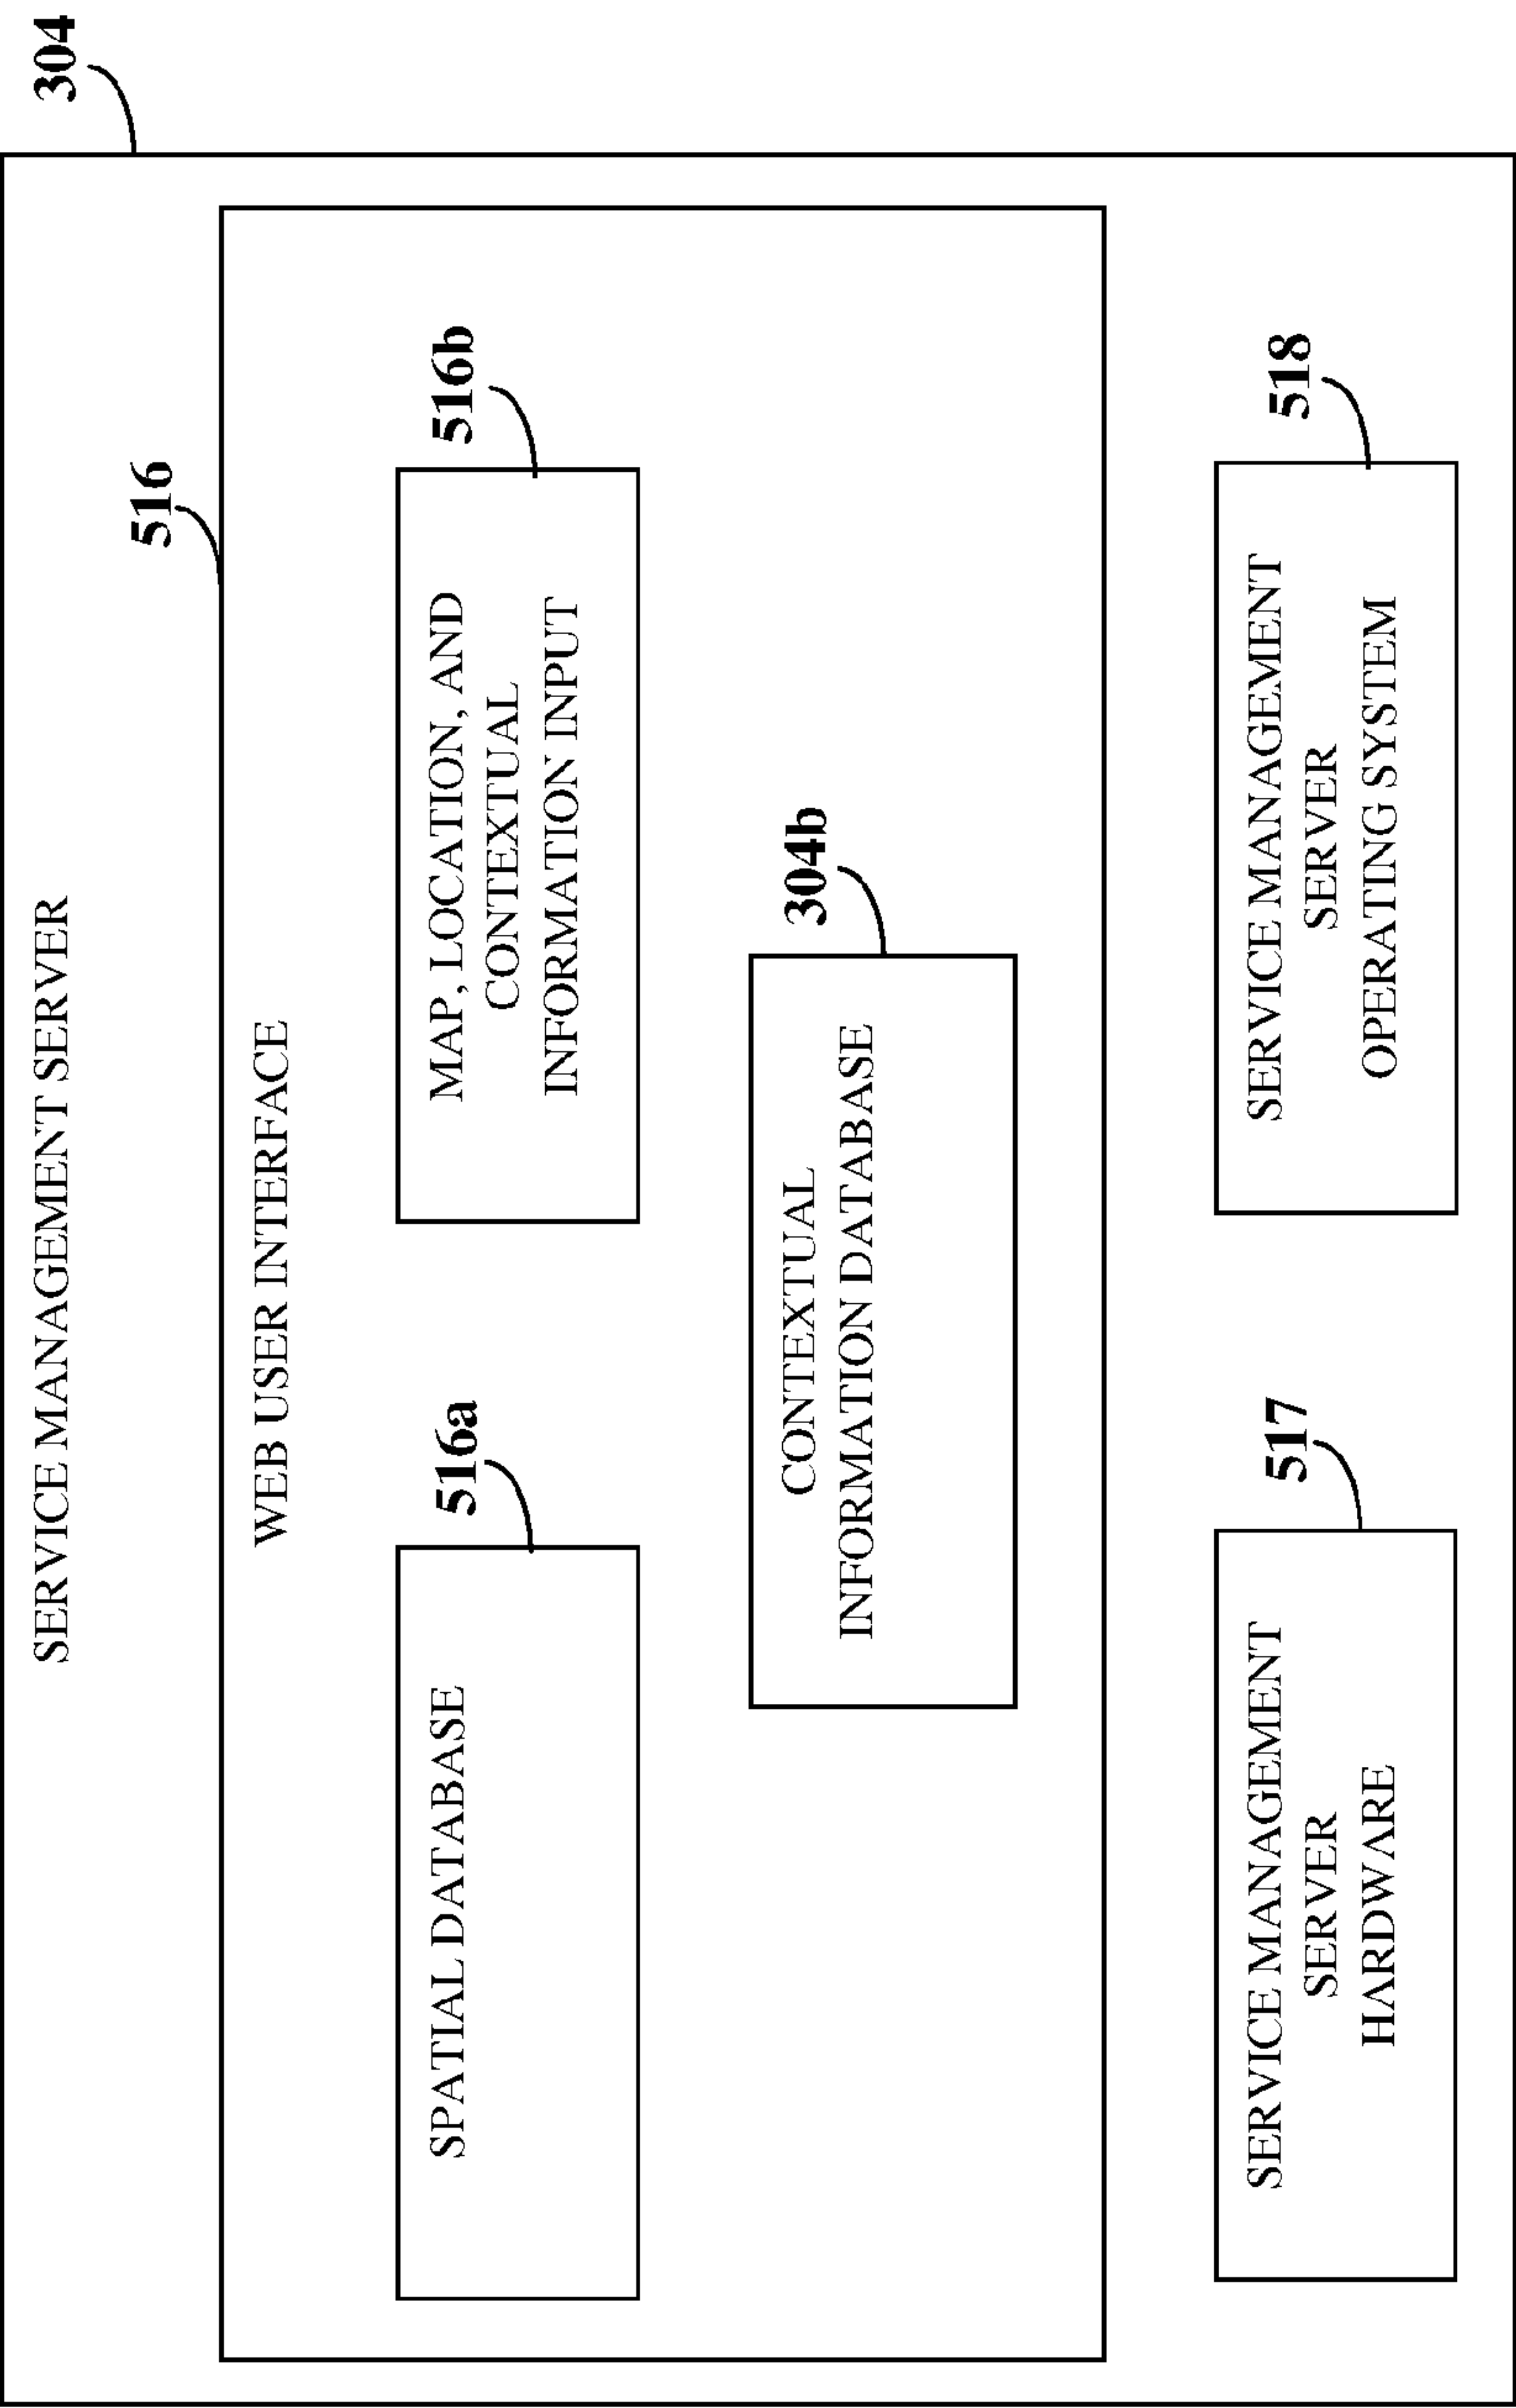 304
SERVICE MANAGEMENT SERVER
516
WEB USER INTERFACE
516a
516b
SPATIAL DATABASE
MAP, LOCATION, AND
CONTEXTUAL
INFORMATION INPUT
304b
CONTEXTUAL
INFORMATION DATABASE
517
518
SERVICE MANAGEMENT
SERVER
HARDWARE
SERVICE MANAGEMENT
SERVER
OPERATING SYSTEM